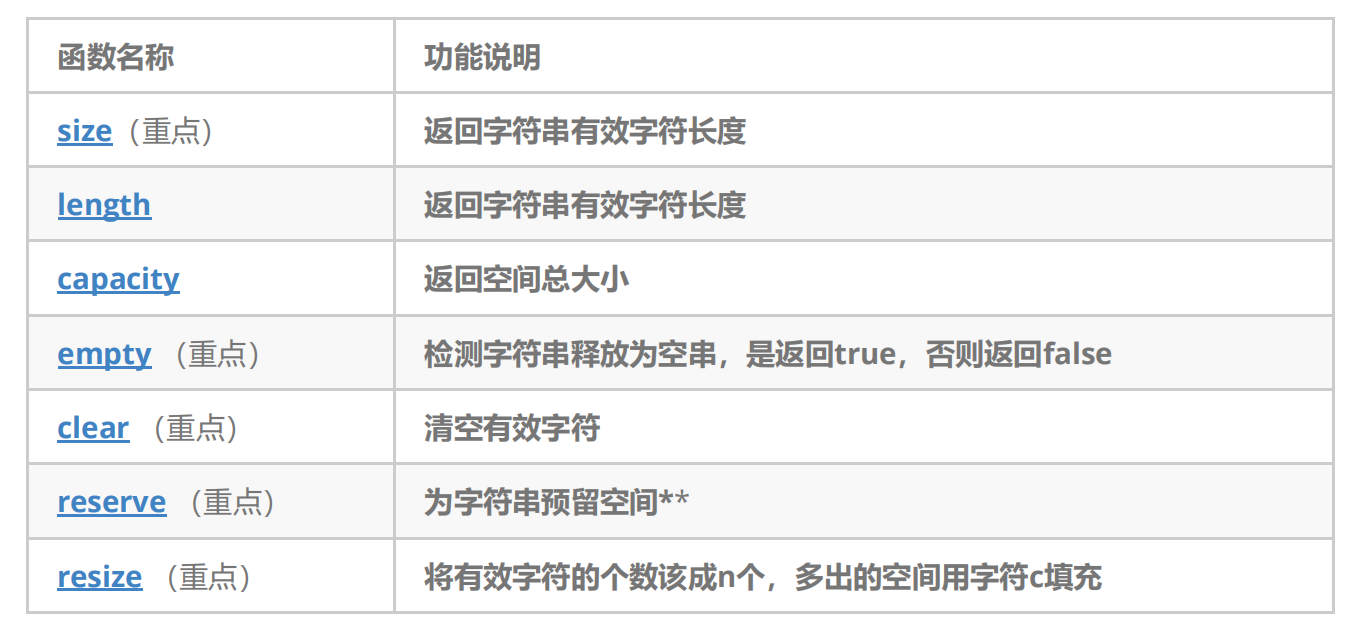 函数名称 功能说明
size（重点） 返回字符串有效字符长度
length 返回字符串有效字符长度
capacity 返回空间总大小
empty （重点） 检测字符串释放为空串，是返回true，否则返回false
clear （重点） 清空有效字符
reserve （重点） 为字符串预留空间**
resize （重点） 将有效字符的个数该成n个，多出的空间用字符c填充